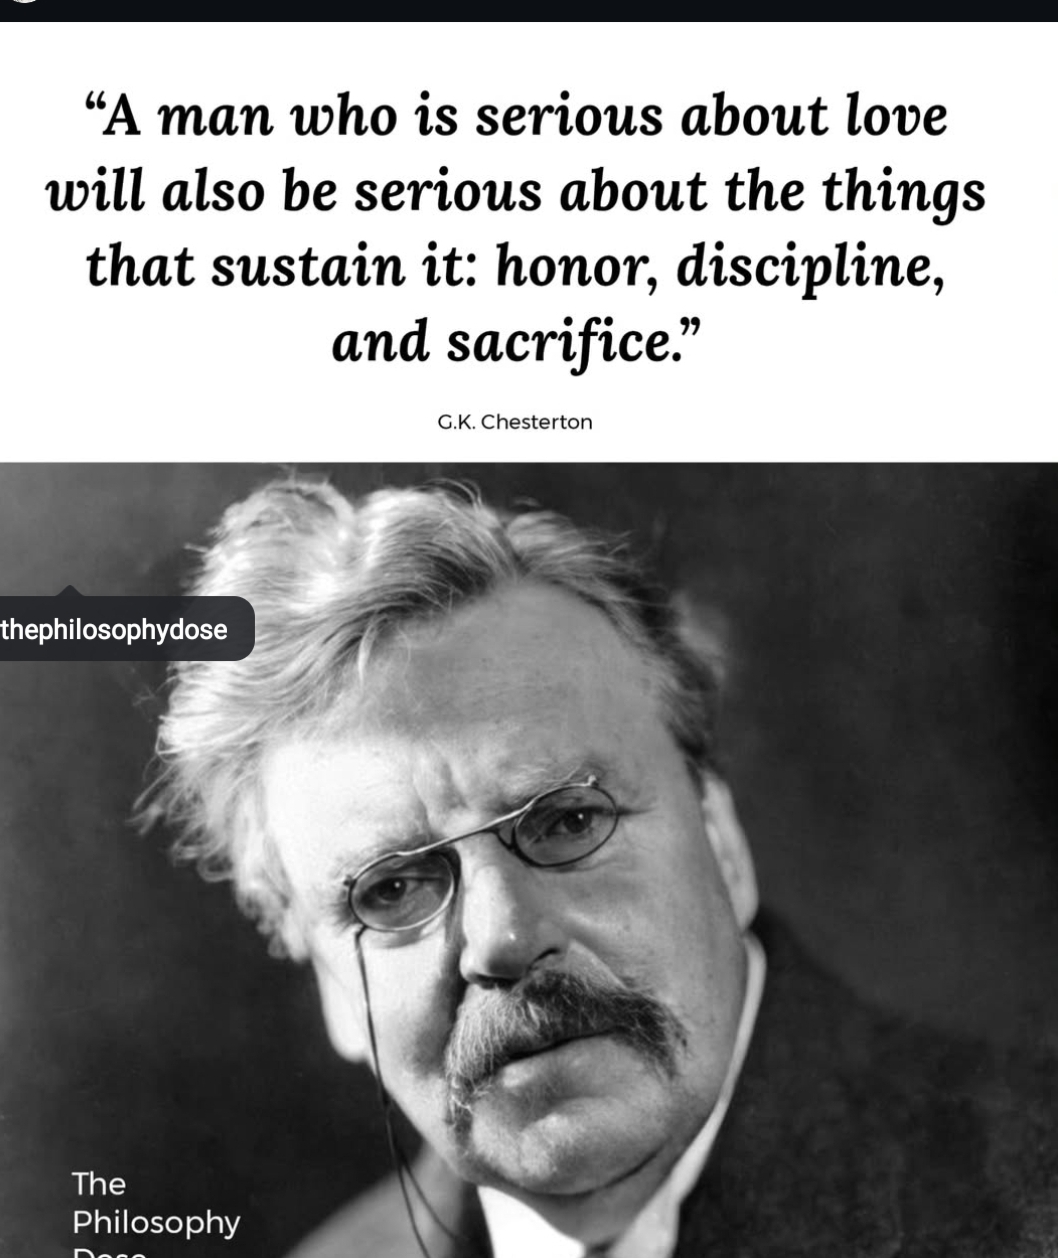 “A man who is serious about love
will also be serious about the things
that sustain it: honor, discipline,
and sacrifice.”
G.K. Chesterton
thephilosophydose
The
Philosophy
Dose